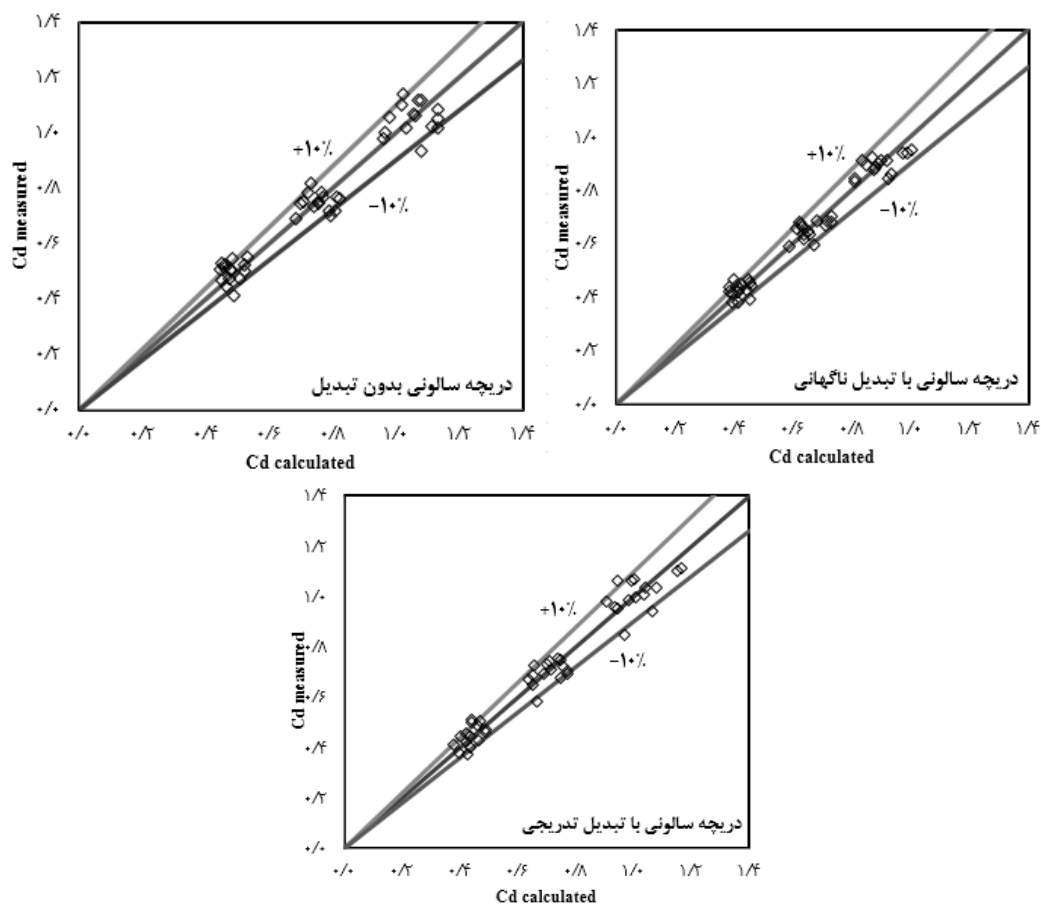 ۱/۴
۱/۲
۱/۰
۰/۸
۰/۶
۰/۴
۰/۲
۰/۰
Cd measured
+۱۰٪
−۱۰٪
دریچه سالونی بدون تبدیل
۰/۰ ۰/۲ ۰/۴ ۰/۶ ۰/۸ ۱/۰ ۱/۲ ۱/۴
Cd calculated
۱/۴
۱/۲
۱/۰
۰/۸
۰/۶
۰/۴
۰/۲
۰/۰
Cd measured
+۱۰٪
−۱۰٪
دریچه سالونی با تبدیل ناگهانی
۰/۰ ۰/۲ ۰/۴ ۰/۶ ۰/۸ ۱/۰ ۱/۲ ۱/۴
Cd calculated
۱/۴
۱/۲
۱/۰
۰/۸
۰/۶
۰/۴
۰/۲
۰/۰
Cd measured
+۱۰٪
−۱۰٪
دریچه سالونی با تبدیل تدریجی
۰/۰ ۰/۲ ۰/۴ ۰/۶ ۰/۸ ۱/۰ ۱/۲ ۱/۴
Cd calculated